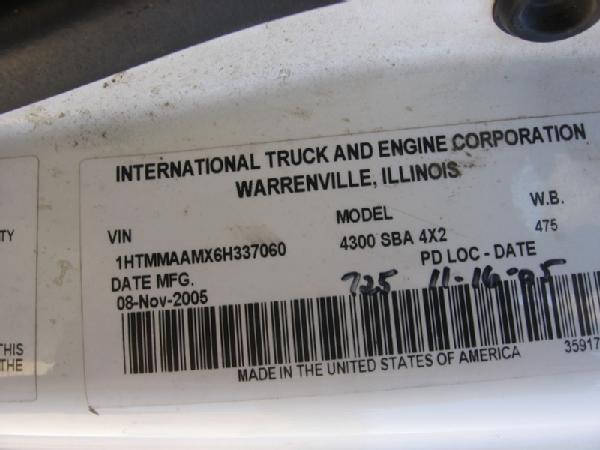 INTERNATIONAL TRUCK AND ENGINE CORPORATION
WARRENVILLE, ILLINOIS
VIN MODEL W.B.
1HTMMAAMX6H337060 4300 SBA 4X2 475
DATE MFG. PD LOC - DATE
08-Nov-2005 725 11-16-05
MADE IN THE UNITED STATES OF AMERICA 35917
TY
THIS
THE